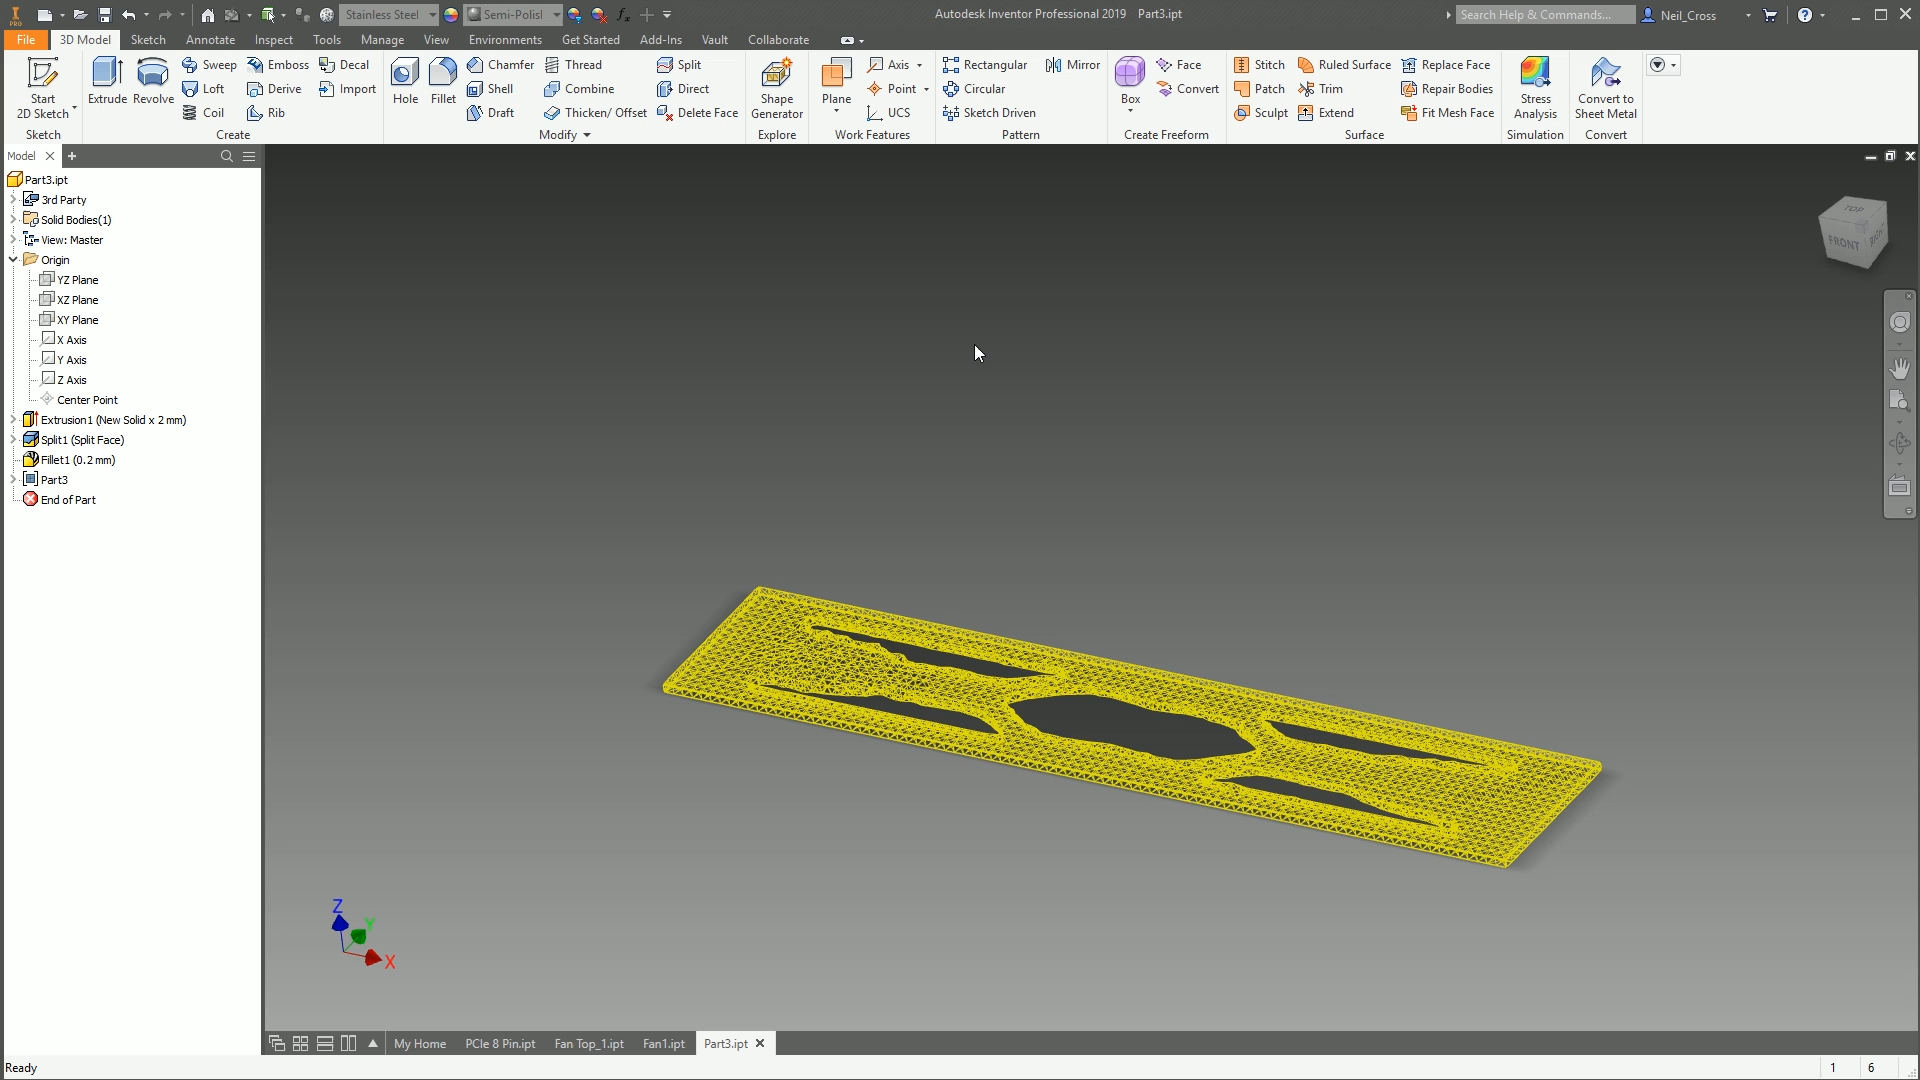 PRO
Stainless Steel
Semi-Polisl
fx
Autodesk Inventor Professional 2019 Part3.ipt
Search Help & Commands...
Neil_Cross
File 3D Model Sketch Annotate Inspect Tools Manage View Environments Get Started Add-Ins Vault Collaborate
Start
2D Sketch
Sketch
Extrude Revolve
Sweep Emboss Decal
Loft Derive Import
Coil Rib
Create
Hole Fillet
Chamfer Thread Split
Shell Combine Direct
Draft Thicken/ Offset Delete Face
Modify
Shape
Generator
Explore
Plane
Axis
Point
UCS
Work Features
Rectangular Mirror
Circular
Sketch Driven
Pattern
Box
Face
Convert
Create Freeform
Stitch Ruled Surface Replace Face
Patch Trim Repair Bodies
Sculpt Extend Fit Mesh Face
Surface
Stress
Analysis
Simulation
Convert to
Sheet Metal
Convert
Model
Part3.ipt
3rd Party
Solid Bodies(1)
View: Master
Origin
YZ Plane
XZ Plane
XY Plane
X Axis
Y Axis
Z Axis
Center Point
Extrusion1 (New Solid x 2 mm)
Split1 (Split Face)
Fillet1 (0.2 mm)
Part3
End of Part
TOP
FRONT RIGHT
Z
Y
X
My Home PCIe 8 Pin.ipt Fan Top_1.ipt Fan1.ipt Part3.ipt
Ready
1 6